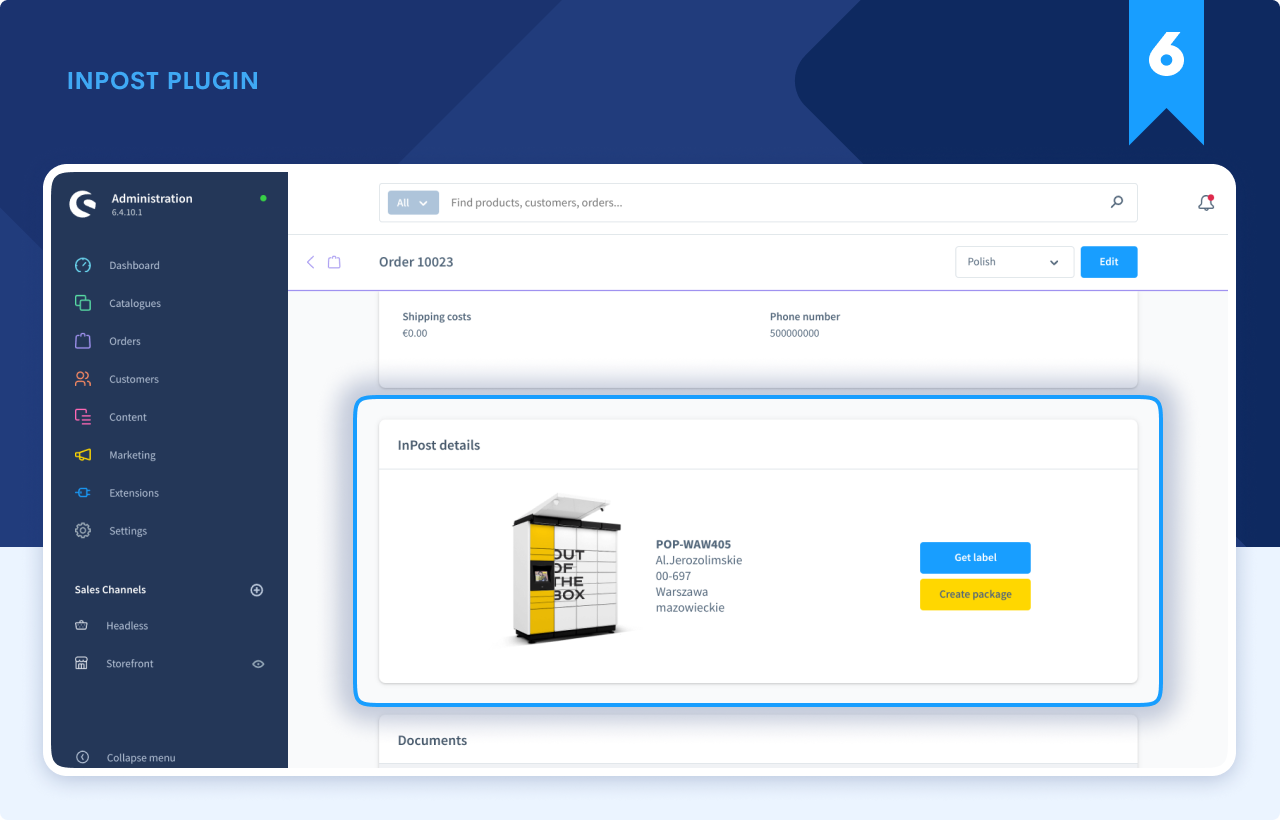 INPOST PLUGIN
6
Administration
6.4.10.1
All
Find products, customers, orders...
Order 10023
Polish
Edit
Dashboard
Catalogues
Orders
Customers
Content
Marketing
Extensions
Settings
Sales Channels
Headless
Storefront
Collapse menu
Shipping costs
€0.00
Phone number
500000000
InPost details
OUT
OF
THE
BOX
POP-WAW405
Al.Jerozolimskie
00-697
Warszawa
mazowieckie
Get label
Create package
Documents